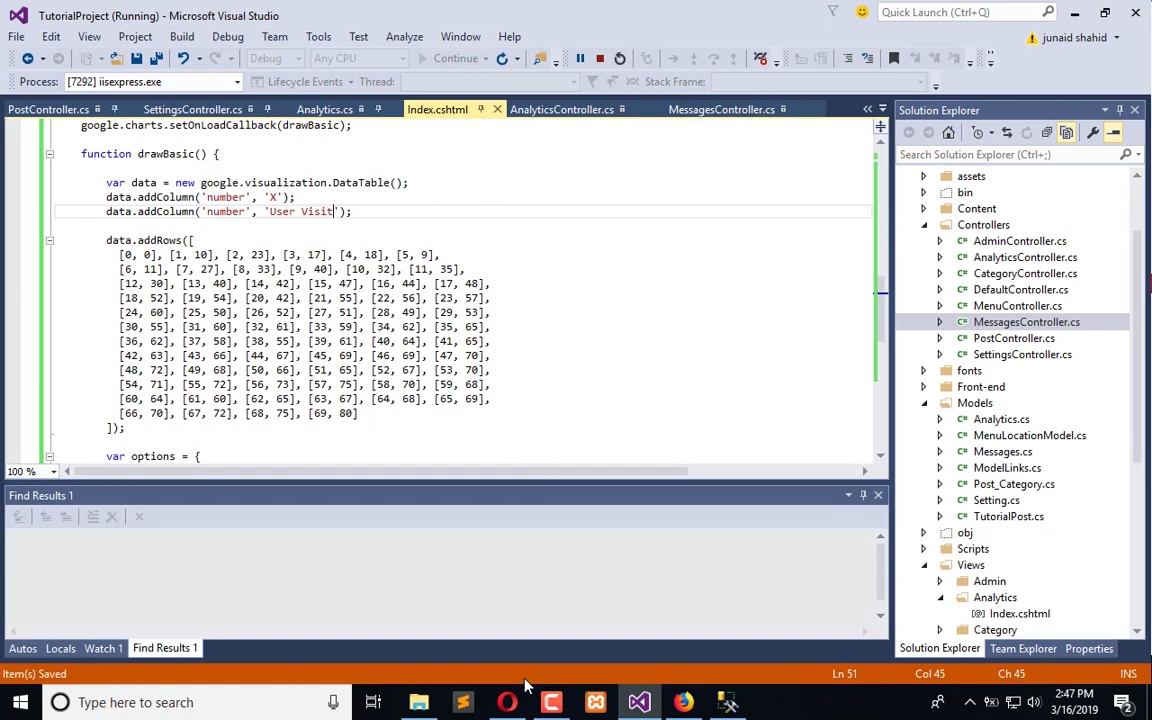 TutorialProject (Running) - Microsoft Visual Studio
Quick Launch (Ctrl+Q)
File Edit View Project Build Debug Team Tools Test Analyze Window Help
junaid shahid
Debug Any CPU Continue
Process: [7292] iisexpress.exe Lifecycle Events Thread: Stack Frame:
PostController.cs SettingsController.cs Analytics.cs Index.cshtml AnalyticsController.cs MessagesController.cs
google.charts.setOnLoadCallback(drawBasic);
function drawBasic() {
var data = new google.visualization.DataTable();
data.addColumn('number', 'X');
data.addColumn('number', 'User Visit');
data.addRows([
[0, 0], [1, 10], [2, 23], [3, 17], [4, 18], [5, 9],
[6, 11], [7, 27], [8, 33], [9, 40], [10, 32], [11, 35],
[12, 30], [13, 40], [14, 42], [15, 47], [16, 44], [17, 48],
[18, 52], [19, 54], [20, 42], [21, 55], [22, 56], [23, 57],
[24, 60], [25, 50], [26, 52], [27, 51], [28, 49], [29, 53],
[30, 55], [31, 60], [32, 61], [33, 59], [34, 62], [35, 65],
[36, 62], [37, 58], [38, 55], [39, 61], [40, 64], [41, 65],
[42, 63], [43, 66], [44, 67], [45, 69], [46, 69], [47, 70],
[48, 72], [49, 68], [50, 66], [51, 65], [52, 67], [53, 70],
[54, 71], [55, 72], [56, 73], [57, 75], [58, 70], [59, 68],
[60, 64], [61, 60], [62, 65], [63, 67], [64, 68], [65, 69],
[66, 70], [67, 72], [68, 75], [69, 80]
]);
var options = {
100 %
Find Results 1
Autos Locals Watch 1 Find Results 1
Solution Explorer
Search Solution Explorer (Ctrl+;)
assets
bin
Content
Controllers
AdminController.cs
AnalyticsController.cs
CategoryController.cs
DefaultController.cs
MenuController.cs
MessagesController.cs
PostController.cs
SettingsController.cs
fonts
Front-end
Models
Analytics.cs
MenuLocationModel.cs
Messages.cs
ModelLinks.cs
Post_Category.cs
Setting.cs
TutorialPost.cs
obj
Scripts
Views
Admin
Analytics
Index.cshtml
Category
Solution Explorer Team Explorer Properties
Item(s) Saved Ln 51 Col 45 Ch 45 INS
Type here to search
2:47 PM
3/16/2019
2